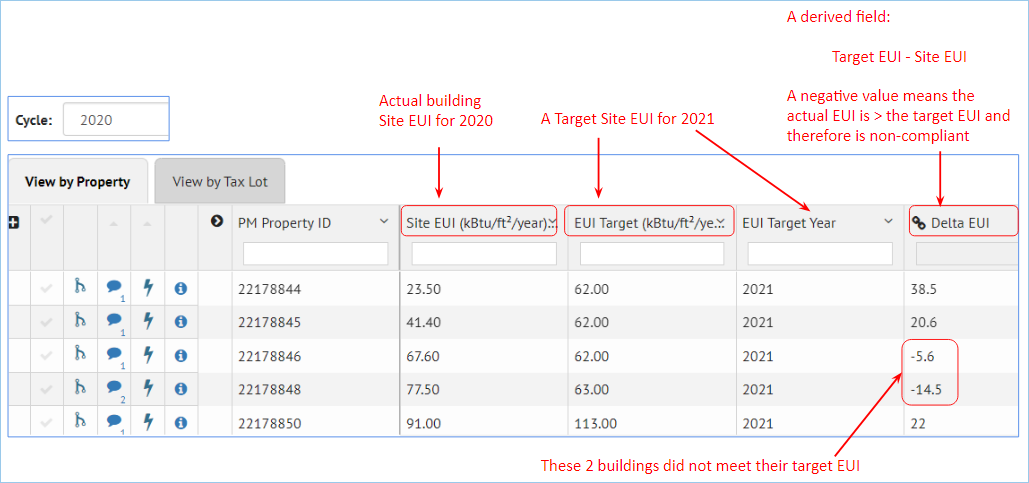 A derived field:
Target EUI - Site EUI
A negative value means the
actual EUI is > the target EUI and
therefore is non-compliant
Actual building
Site EUI for 2020
A Target Site EUI for 2021
Cycle: 2020
View by Property View by Tax Lot
PM Property ID Site EUI (kBtu/ft²/year)... EUI Target (kBtu/ft²/ye... EUI Target Year Delta EUI
1 22178844 23.50 62.00 2021 38.5
1 22178845 41.40 62.00 2021 20.6
1 22178846 67.60 62.00 2021 -5.6
2 22178848 77.50 63.00 2021 -14.5
1 22178850 91.00 113.00 2021 22
These 2 buildings did not meet their target EUI